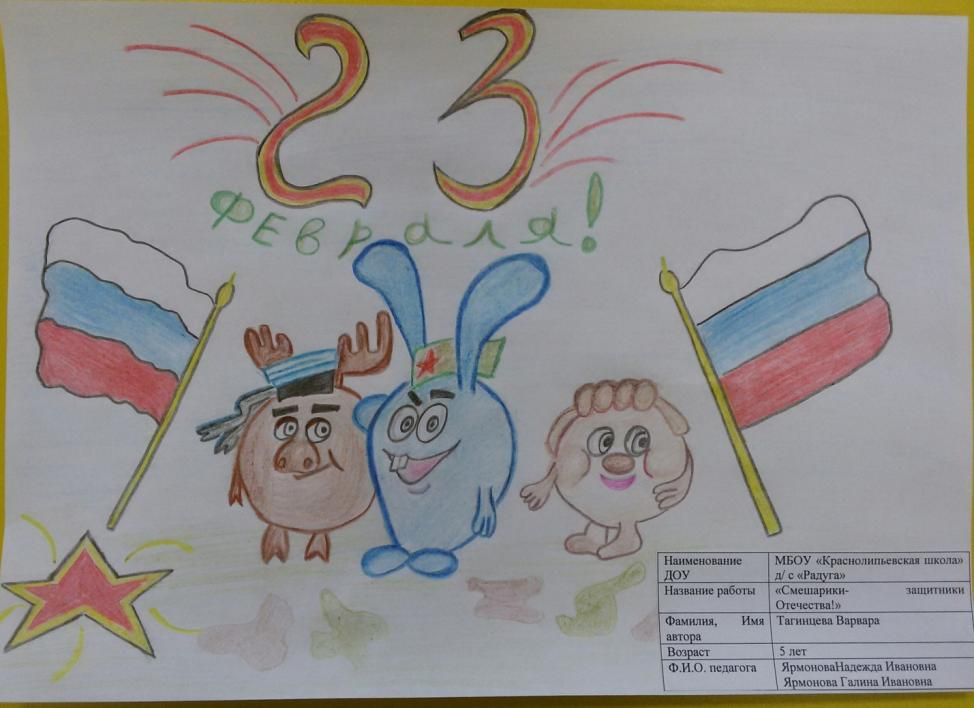 23
Февраля!
Наименование ДОУ
МБОУ «Краснолипьевская школа» д/ с «Радуга»
Название работы
«Смешарики- защитники Отечества!»
Фамилия, Имя автора
Тагинцева Варвара
Возраст
5 лет
Ф.И.О. педагога
ЯрмоноваНадежда Ивановна
Ярмонова Галина Ивановна